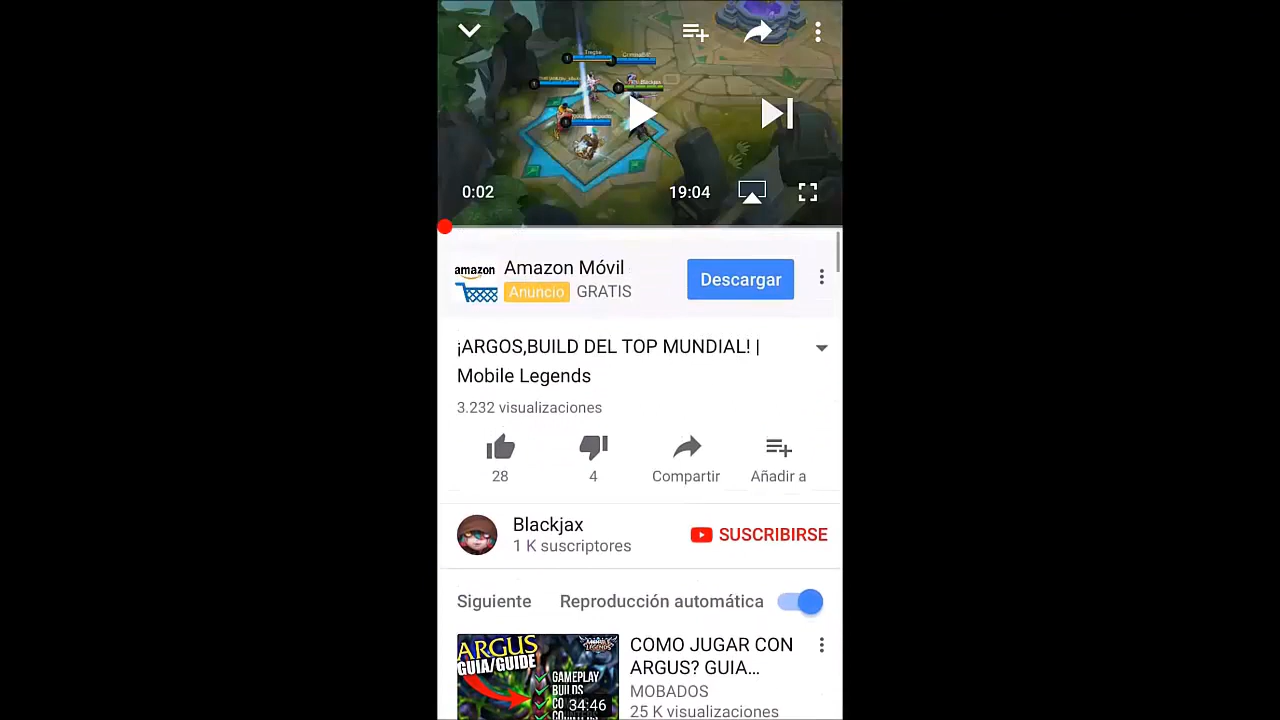 Blackjax
0:02
19:04
amazon
Amazon Móvil
Anuncio GRATIS
Descargar
¡ARGOS,BUILD DEL TOP MUNDIAL! |
Mobile Legends
3.232 visualizaciones
28
4
Compartir
Añadir a
Blackjax
1 K suscriptores
SUSCRIBIRSE
Siguiente
Reproducción automática
ARGUS
GUIA/GUIDE
GAMEPLAY
BUILDS
34:46
COMO JUGAR CON
ARGUS? GUIA...
MOBADOS
25 K visualizaciones